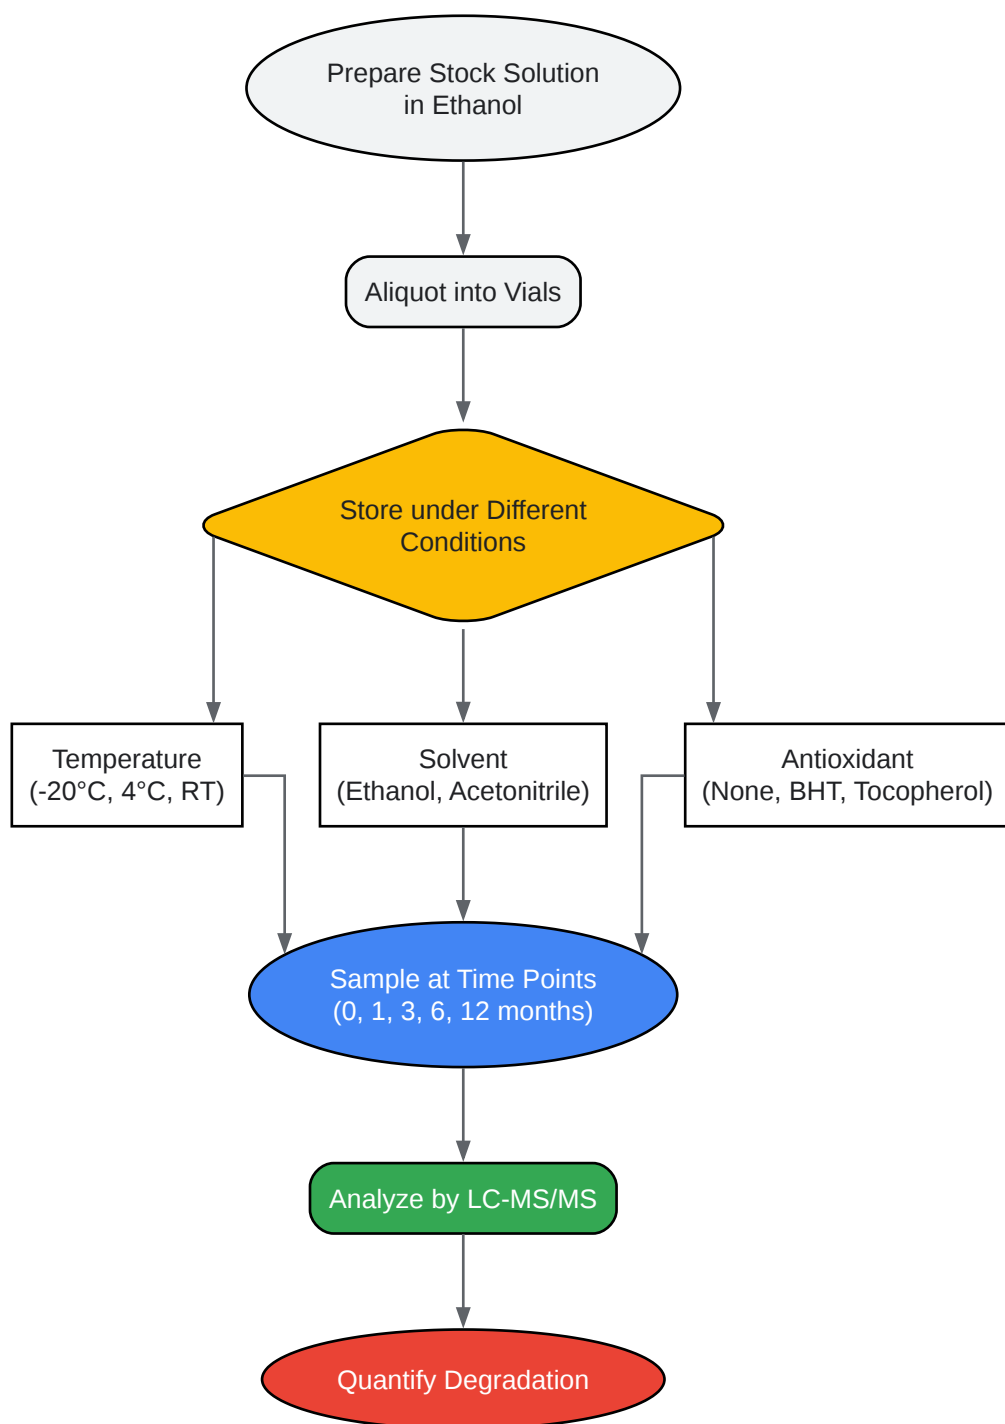 Prepare Stock Solution
in Ethanol
Aliquot into Vials
Store under Different
Conditions
Temperature
(-20°C, 4°C, RT)
Solvent
(Ethanol, Acetonitrile)
Antioxidant
(None, BHT, Tocopherol)
Sample at Time Points
(0, 1, 3, 6, 12 months)
Analyze by LC-MS/MS
Quantify Degradation